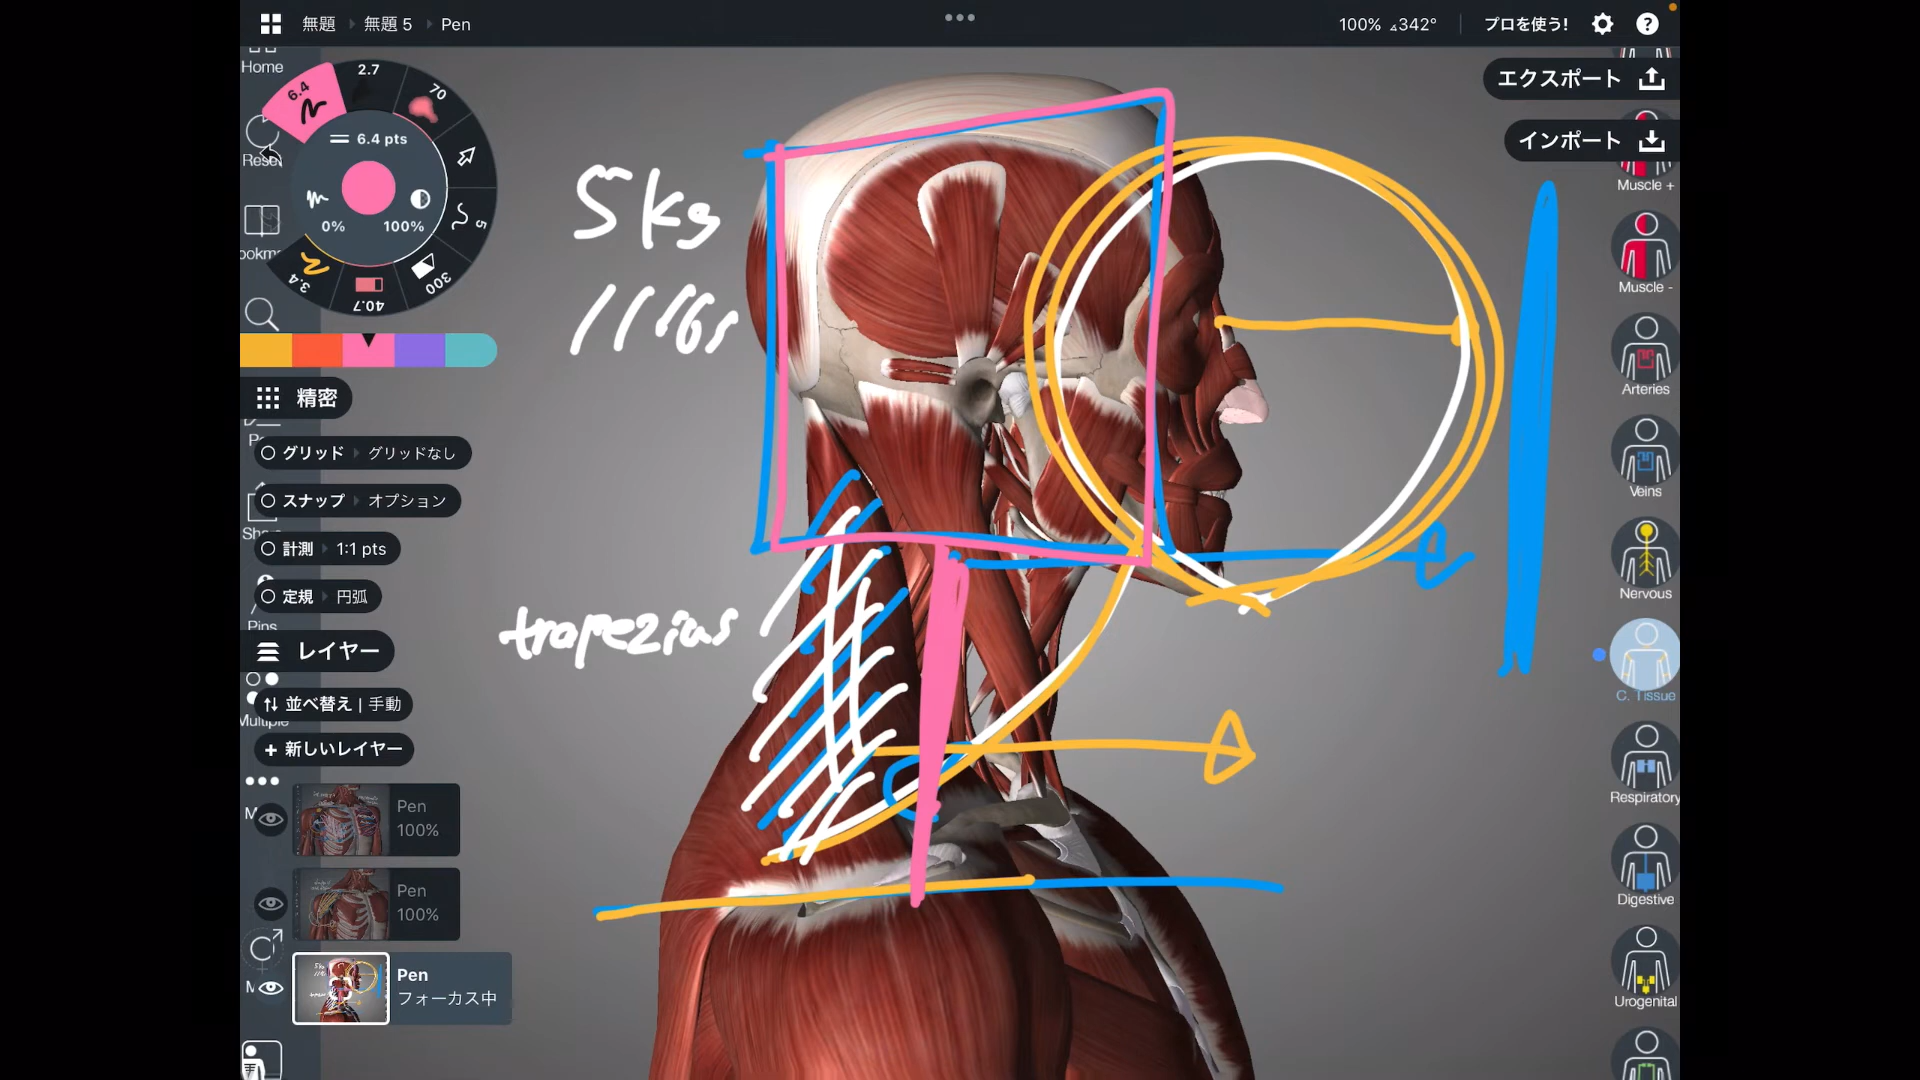 無題 無題 5 Pen
100% 342° プロを使う!
Home
2.7
6.4
70
Reset
6.4 pts
0% 100%
5
3.4
40.7
300
エクスポート
インポート
5kg
11 lbs
trapezius
精密
グリッド グリッドなし
スナップ オプション
計測 1:1 pts
定規 円弧
Pins
レイヤー
並べ替え | 手動
Multiple
+ 新しいレイヤー
Pen
100%
Pen
100%
Pen
フォーカス中
Muscle +
Muscle -
Arteries
Veins
Nervous
C. Tissue
Respiratory
Digestive
Urogenital